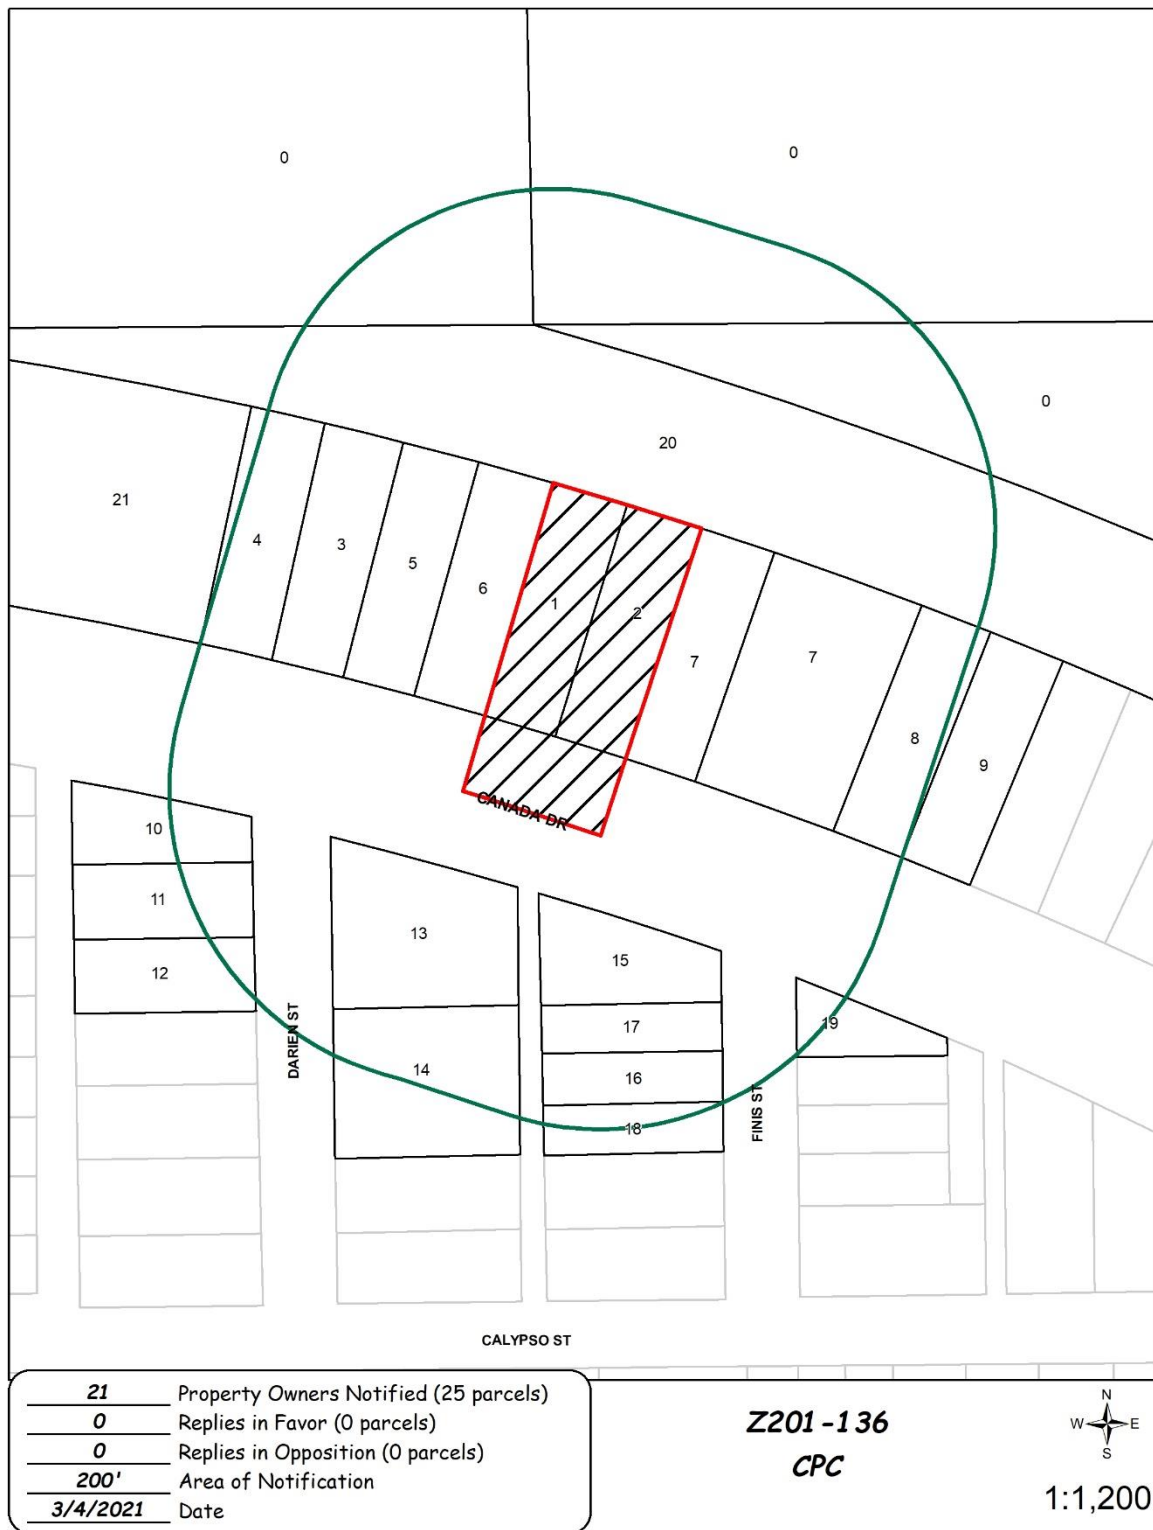 0
0
0
20
21
4
3
5
6
1
2
7
7
8
9
CANADA DR
10
11
12
13
14
15
17
16
18
19
DARIEN ST
FINIS ST
CALYPSO ST
21 Property Owners Notified (25 parcels)
0 Replies in Favor (0 parcels)
0 Replies in Opposition (0 parcels)
200' Area of Notification
3/4/2021 Date
Z201-136
CPC
N
W E
S
1:1,200